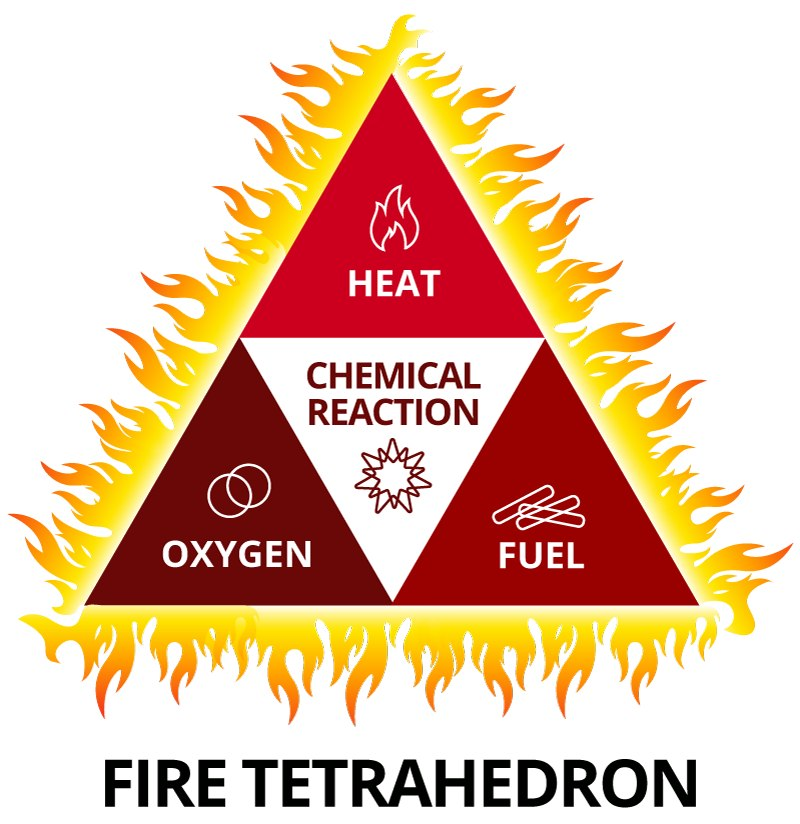 HEAT
CHEMICAL
REACTION
OXYGEN
FUEL
FIRE TETRAHEDRON